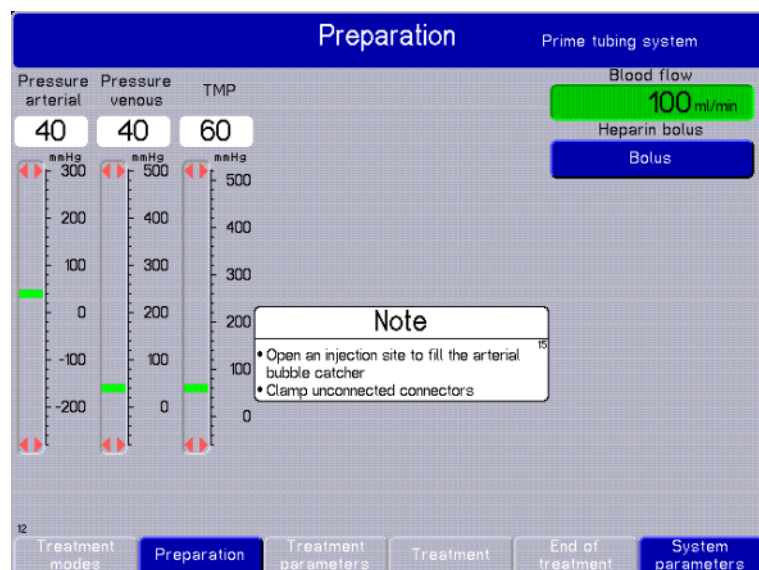 Preparation
Prime tubing system
Pressure arterial
Pressure venous
TMP
40
40
60
mmHg
mmHg
mmHg
300
200
100
0
-100
-200
500
400
300
200
100
0
500
400
300
200
100
0
Blood flow
100 ml/min
Heparin bolus
Bolus
Note
15
• Open an injection site to fill the arterial
bubble catcher
• Clamp unconnected connectors
12
Treatment modes
Preparation
Treatment parameters
Treatment
End of treatment
System parameters